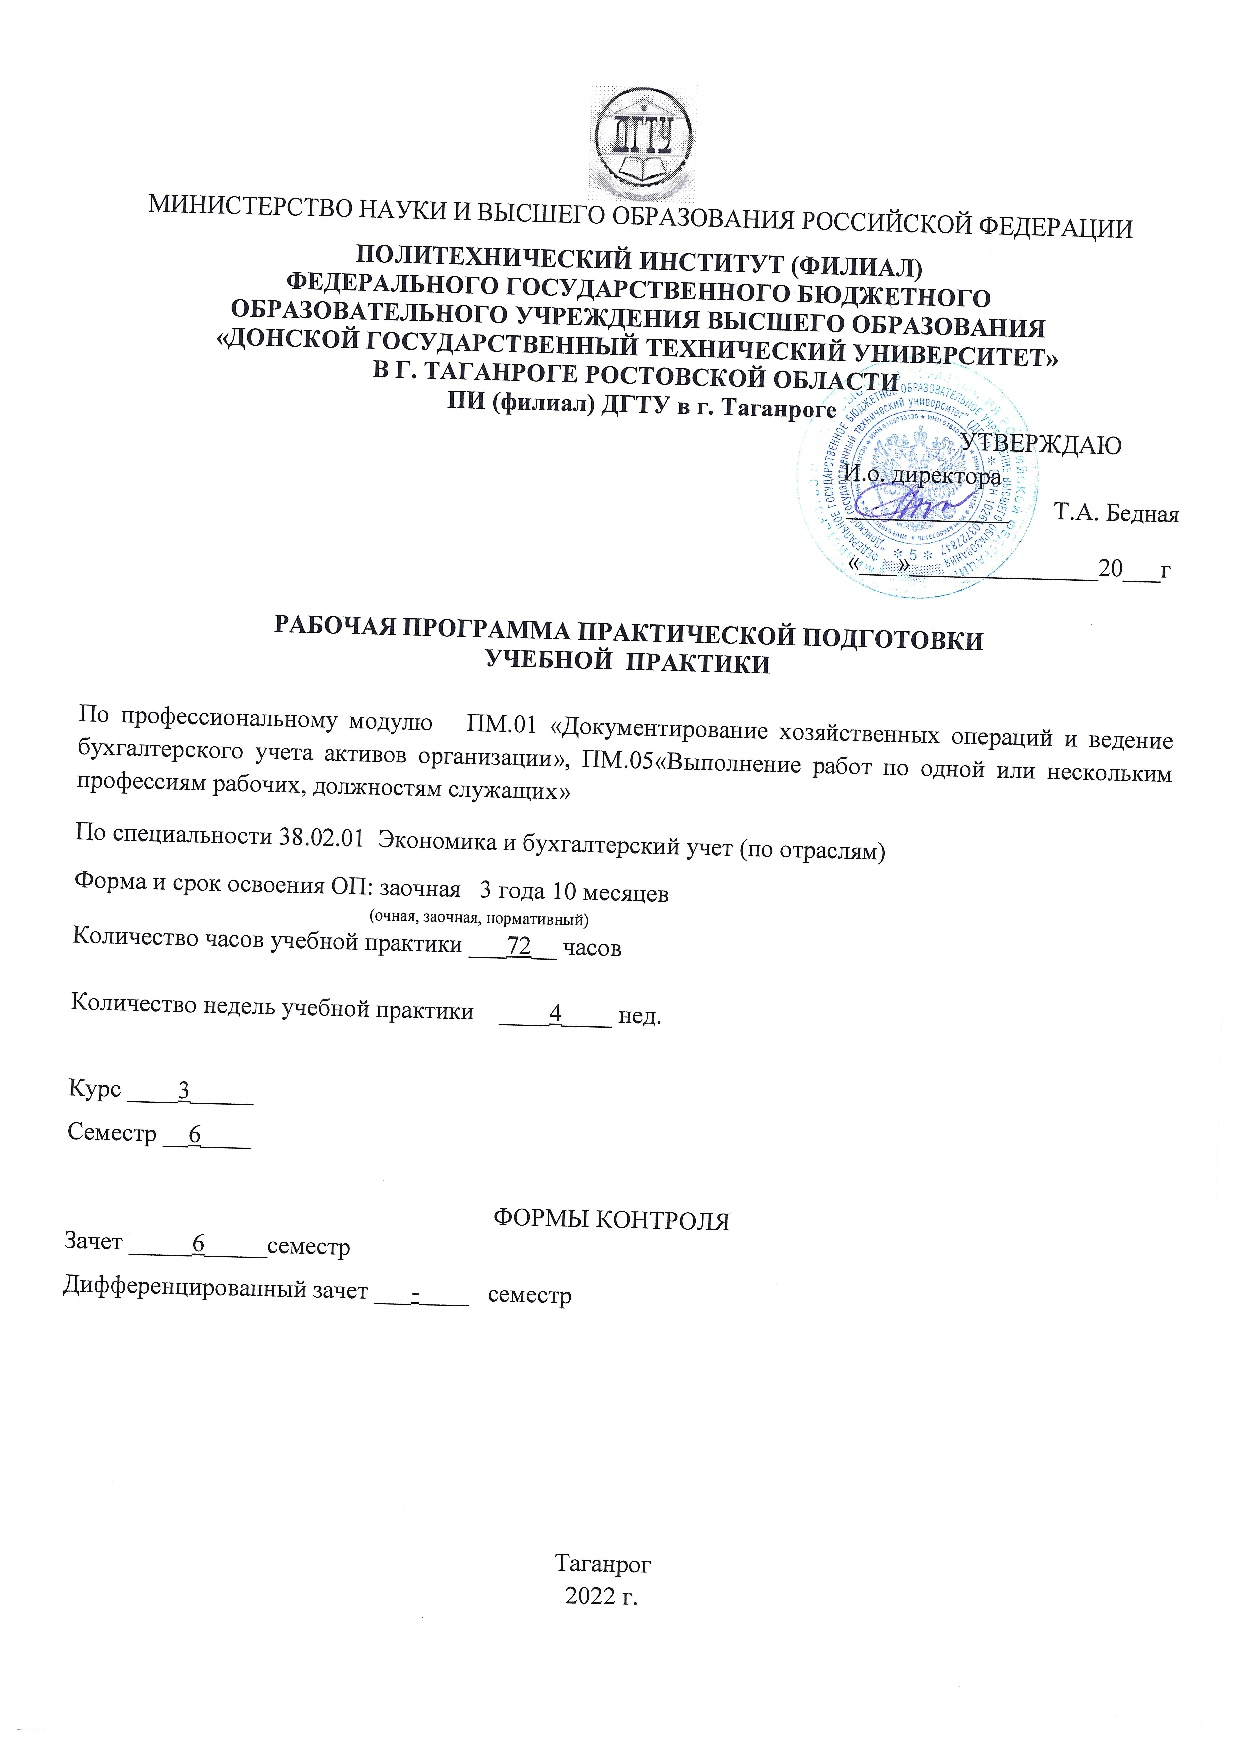 ДГТУ
МИНИСТЕРСТВО НАУКИ И ВЫСШЕГО ОБРАЗОВАНИЯ РОССИЙСКОЙ ФЕДЕРАЦИИ
ПОЛИТЕХНИЧЕСКИЙ ИНСТИТУТ (ФИЛИАЛ)
ФЕДЕРАЛЬНОГО ГОСУДАРСТВЕННОГО БЮДЖЕТНОГО
ОБРАЗОВАТЕЛЬНОГО УЧРЕЖДЕНИЯ ВЫСШЕГО ОБРАЗОВАНИЯ
«ДОНСКОЙ ГОСУДАРСТВЕННЫЙ ТЕХНИЧЕСКИЙ УНИВЕРСИТЕТ»
В Г. ТАГАНРОГЕ РОСТОВСКОЙ ОБЛАСТИ
ПИ (филиал) ДГТУ в г. Таганроге
УТВЕРЖДАЮ
И.о. директора
_____________ Т.А. Бедная
«___»_______________20___г
РАБОЧАЯ ПРОГРАММА ПРАКТИЧЕСКОЙ ПОДГОТОВКИ
УЧЕБНОЙ ПРАКТИКИ
По профессиональному модулю ПМ.01 «Документирование хозяйственных операций и ведение
бухгалтерского учета активов организации», ПМ.05«Выполнение работ по одной или нескольким
профессиям рабочих, должностям служащих»
По специальности 38.02.01 Экономика и бухгалтерский учет (по отраслям)
Форма и срок освоения ОП: заочная 3 года 10 месяцев
(очная, заочная, нормативный)
Количество часов учебной практики ___72__ часов
Количество недель учебной практики ____4____ нед.
Курс ____3_____
Семестр __6____
ФОРМЫ КОНТРОЛЯ
Зачет _____6_____семестр
Дифференцированный зачет ___-____ семестр
Таганрог
2022 г.